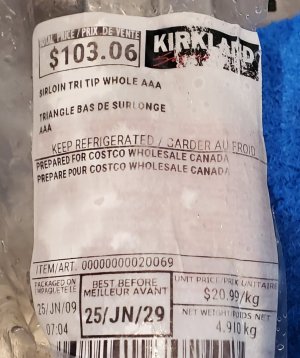 TOTAL PRICE/PRIX DE VENTE
$103.06
KIRKLAND
SIRLOIN TRI TIP WHOLE AAA
TRIANGLE BAS DE SURLONGE
AAA
KEEP REFRIGERATED / GARDER AU FROID
PREPARED FOR COSTCO WHOLESALE CANADA
PREPARE POUR COSTCO WHOLESALE CANADA
ITEM/ART. 00000000020069
PACKAGED ON
EMPAQUETÉ LE
25/JN/09
07:04
BEST BEFORE
MEILLEUR AVANT
25/JN/29
UNIT PRICE/PRIX UNITAIRE
$20.99/kg
NET WEIGHT/POIDS NET
4.910 kg